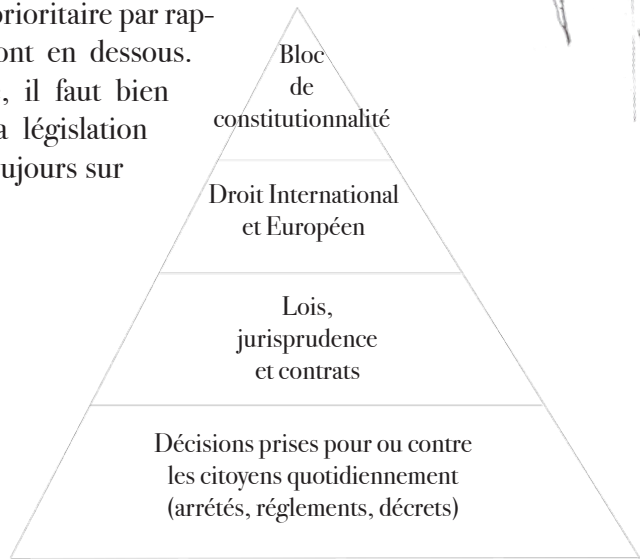 prioritaire par rap-
ont en dessous.
, il faut bien
a législation
ujours sur
Bloc
de
constitutionnalité
Droit International
et Européen
Lois,
jurisprudence
et contrats
Décisions prises pour ou contre
les citoyens quotidiennement
(arrétés, réglements, décrets)